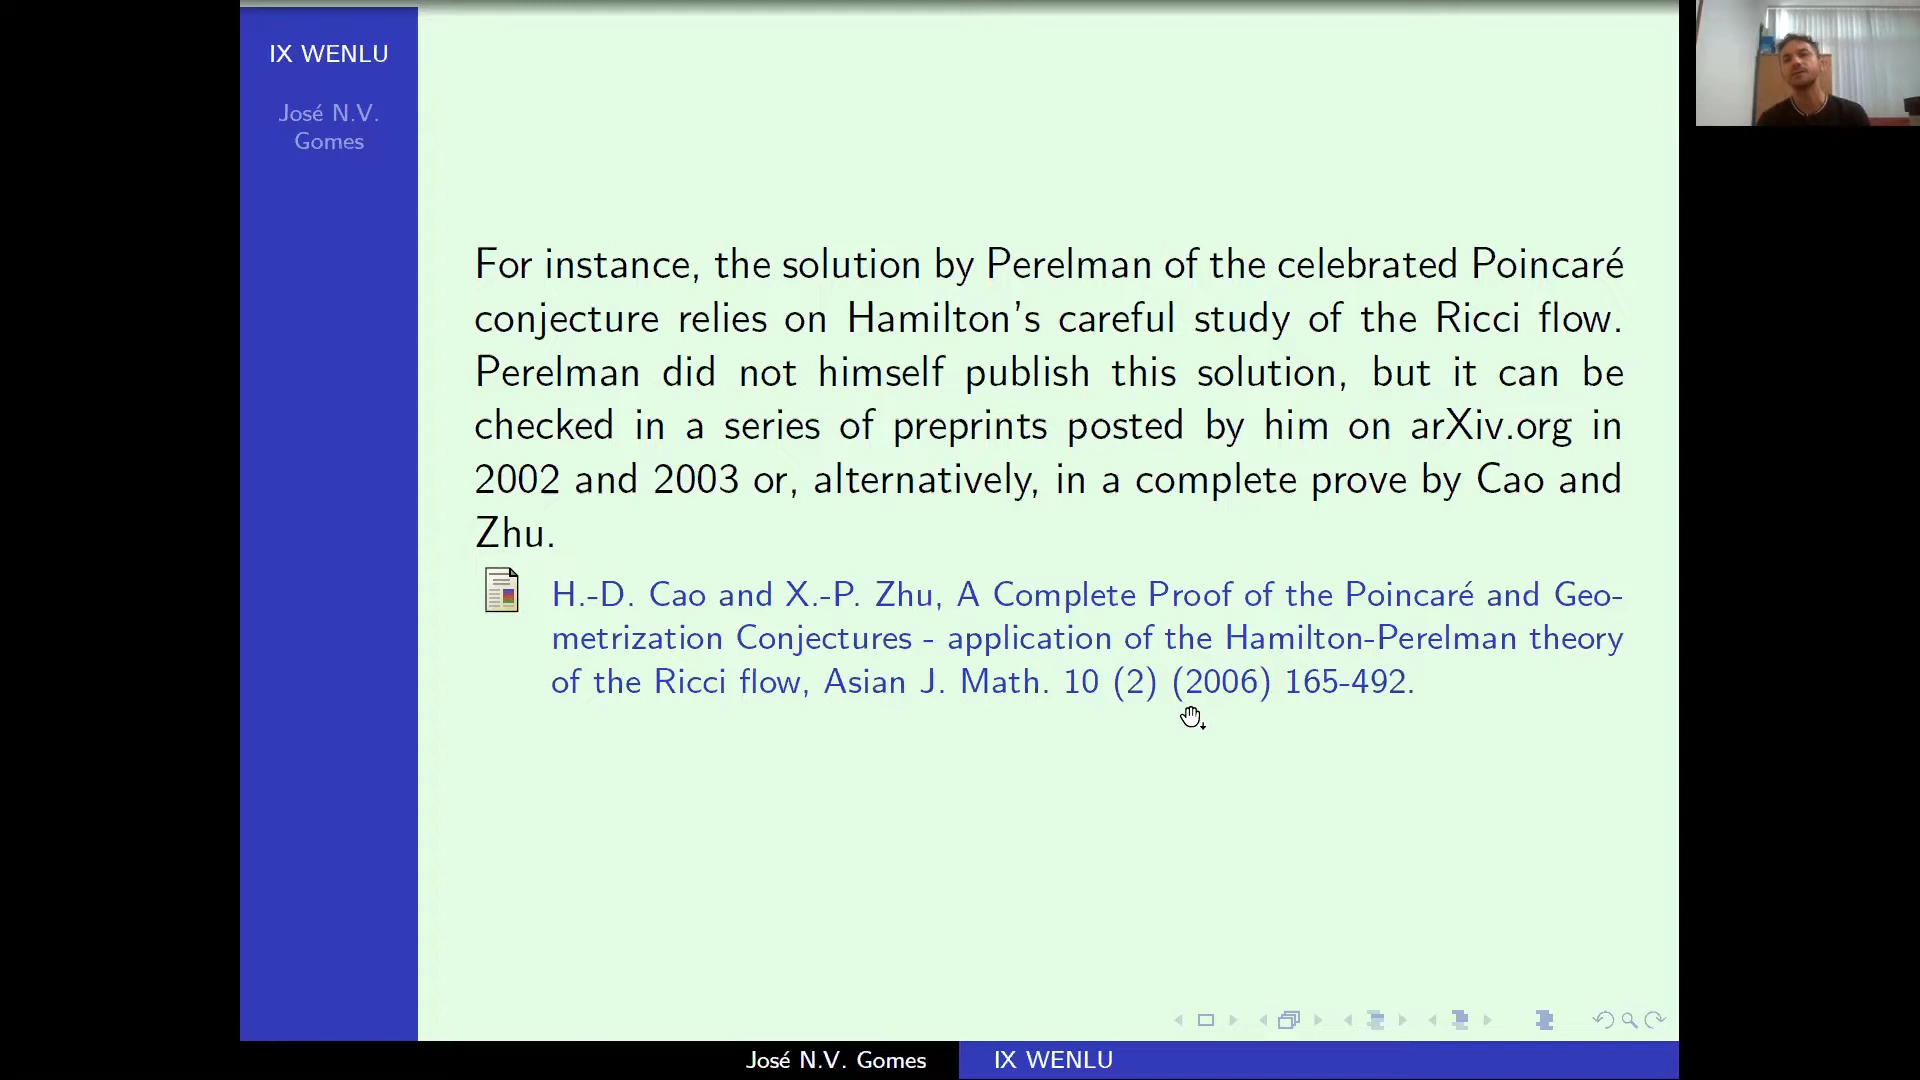 IX WENLU
José N.V.
Gomes
For instance, the solution by Perelman of the celebrated Poincaré
conjecture relies on Hamilton's careful study of the Ricci flow.
Perelman did not himself publish this solution, but it can be
checked in a series of preprints posted by him on arXiv.org in
2002 and 2003 or, alternatively, in a complete prove by Cao and
Zhu.
H.-D. Cao and X.-P. Zhu, A Complete Proof of the Poincaré and Geo-
metrization Conjectures - application of the Hamilton-Perelman theory
of the Ricci flow, Asian J. Math. 10 (2) (2006) 165-492.
José N.V. Gomes IX WENLU